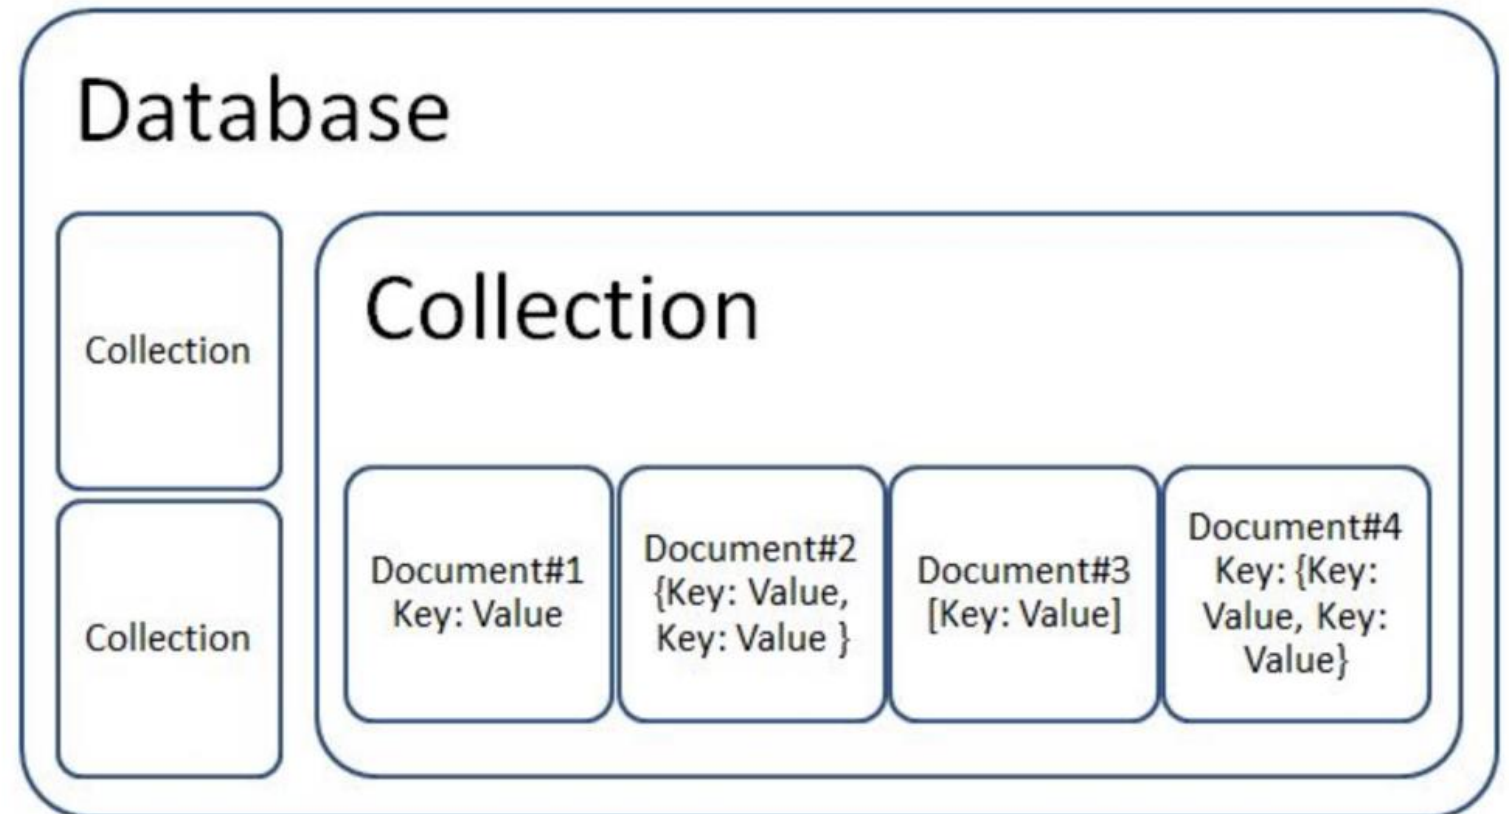 Database
Collection
Collection
Collection
Document#1
Key: Value
Document#2
{Key: Value,
Key: Value }
Document#3
[Key: Value]
Document#4
Key: {Key:
Value, Key:
Value}